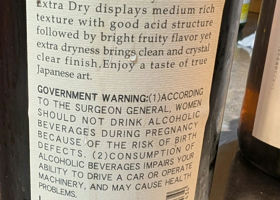 Extra Dry displays medium rich
texture with good acid structure
followed by bright fruity flavor yet
extra dryness brings clean and crystal
clear finish,Enjoy a taste of true
Japanese art.
GOVERNMENT WARNING:(1)ACCORDING
TO THE SURGEON GENERAL, WOMEN
SHOULD NOT DRINK ALCOHOLIC
BEVERAGES DURING PREGNANCY
BECAUSE OF THE RISK OF BIRTH
DEFECTS. (2)CONSUMPTION OF
ALCOHOLIC BEVERAGES IMPAIRS YOUR
ABILITY TO DRIVE A CAR OR OPERATE
MACHINERY, AND MAY CAUSE HEALTH
PROBLEMS.